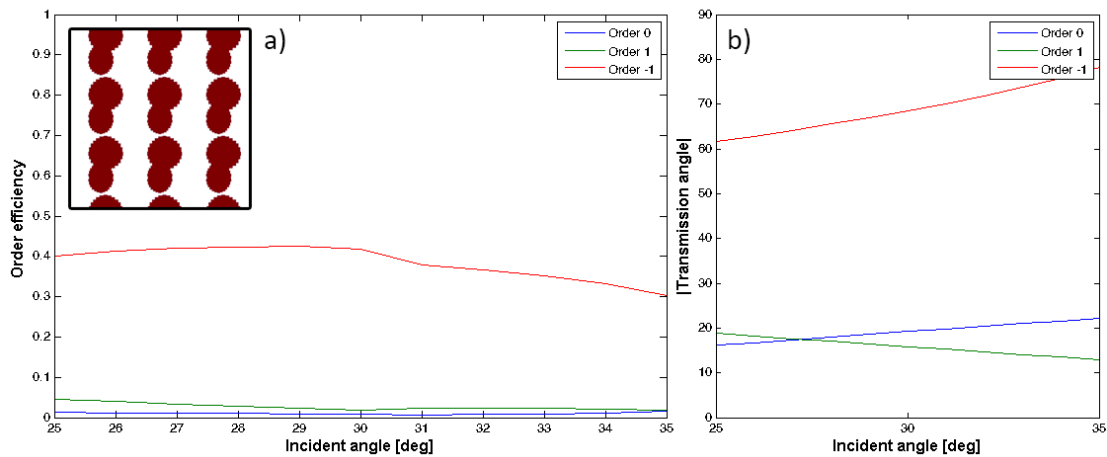 a)
Order 0
Order 1
Order -1
1
0.9
0.8
0.7
0.6
0.5
0.4
0.3
0.2
0.1
0
Order efficiency
25 26 27 28 29 30 31 32 33 34 35
Incident angle [deg]
b)
Order 0
Order 1
Order -1
90
80
70
60
50
40
30
20
10
0
|Transmission angle|
25 30 35
Incident angle [deg]